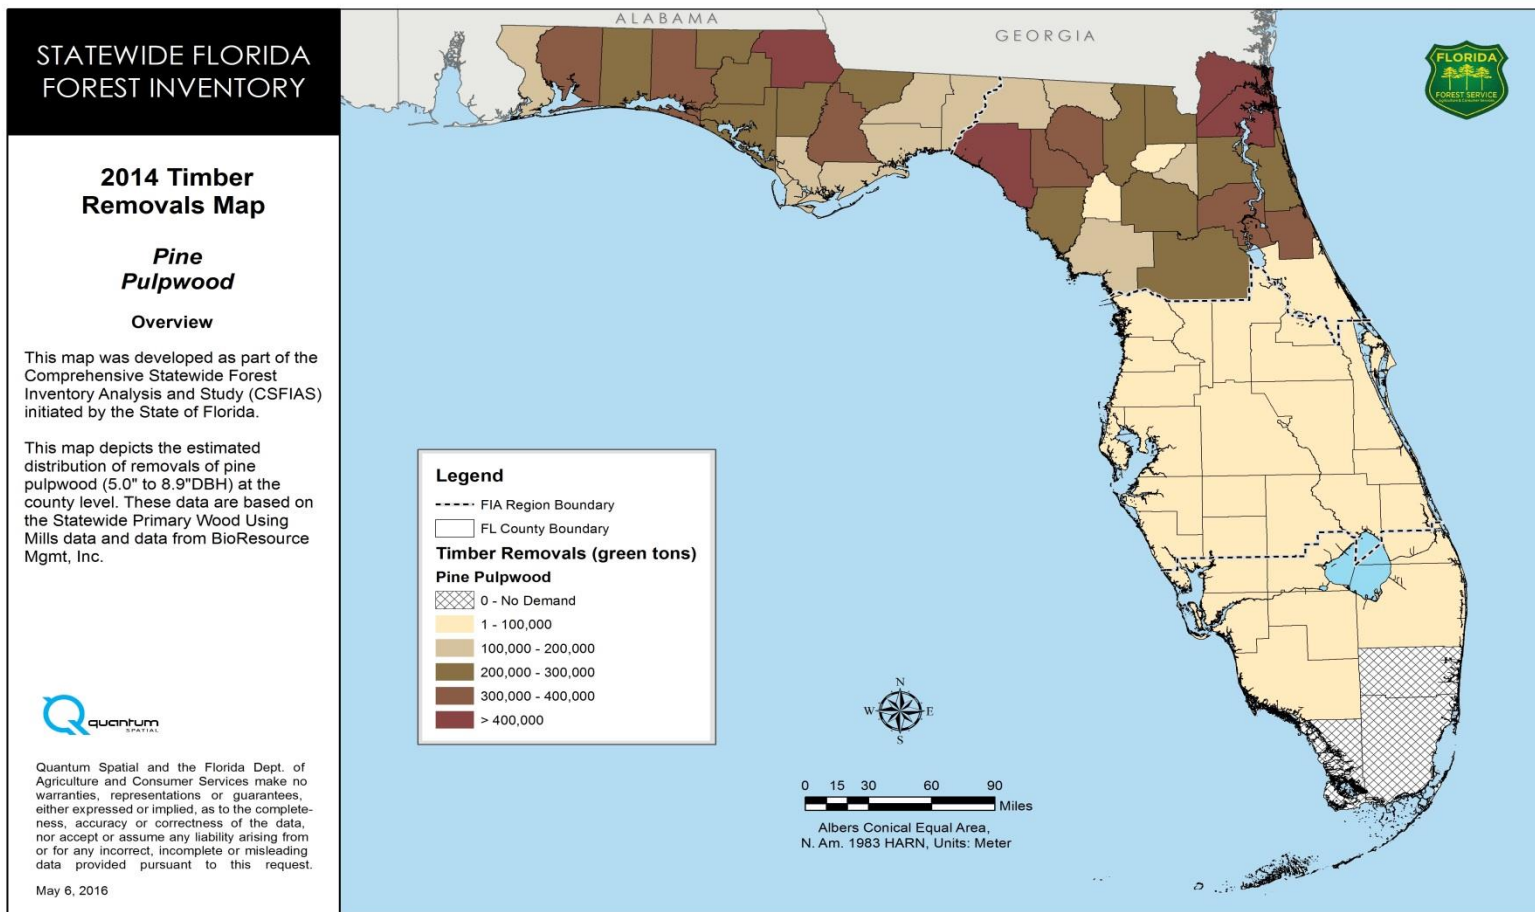 STATEWIDE FLORIDA
FOREST INVENTORY
2014 Timber
Removals Map
Pine
Pulpwood
Overview
This map was developed as part of the
Comprehensive Statewide Forest
Inventory Analysis and Study (CSFIAS)
initiated by the State of Florida.
This map depicts the estimated
distribution of removals of pine
pulpwood (5.0" to 8.9"DBH) at the
county level. These data are based on
the Statewide Primary Wood Using
Mills data and data from BioResource
Mgmt, Inc.
quantum
SPATIAL
Quantum Spatial and the Florida Dept. of
Agriculture and Consumer Services make no
warranties, representations or guarantees,
either expressed or implied, as to the complete-
ness, accuracy or correctness of the data,
nor accept or assume any liability arising from
or for any incorrect, incomplete or misleading
data provided pursuant to this request.
May 6, 2016
ALABAMA
GEORGIA
FLORIDA
FOREST SERVICE
Legend
FIA Region Boundary
FL County Boundary
Timber Removals (green tons)
Pine Pulpwood
0 - No Demand
1 - 100,000
100,000 - 200,000
200,000 - 300,000
300,000 - 400,000
> 400,000
N
W E
S
0 15 30 60 90
Miles
Albers Conical Equal Area,
N. Am. 1983 HARN, Units: Meter